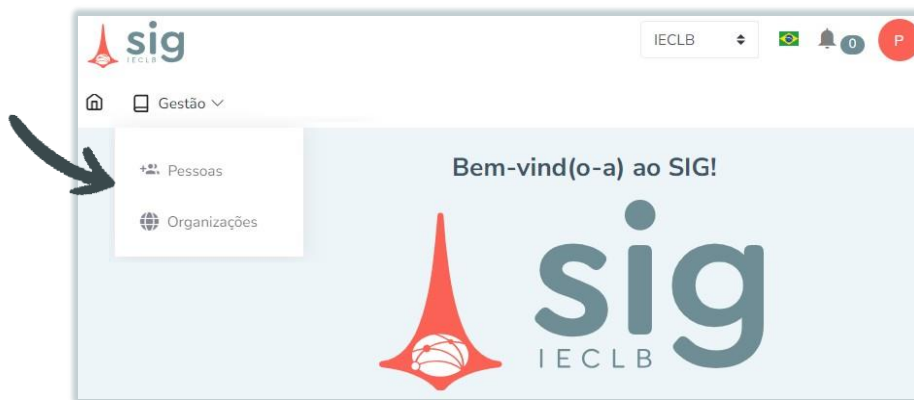 sig
IECLB
IECLB
0
P
Gestão
Pessoas
Organizações
Bem-vind(o-a) ao SIG!
sig
IECLB